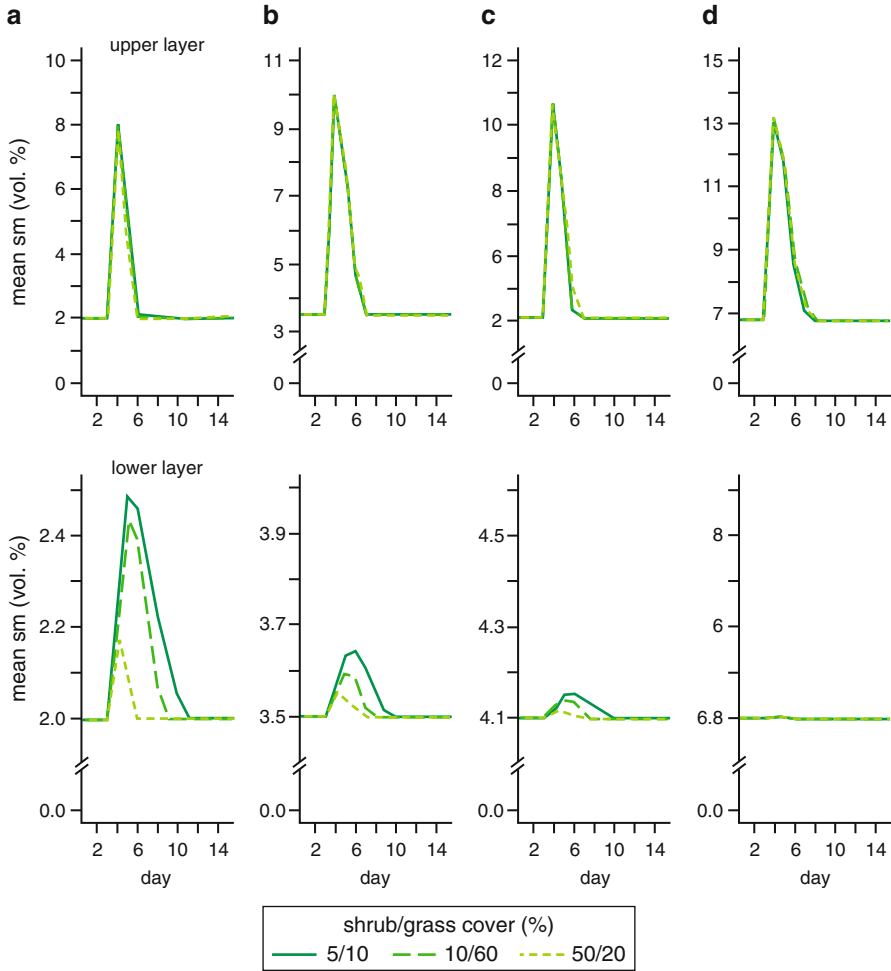 a b c d
upper layer
mean sm (vol. %)
10
8
6
4
2
0
2 6 10 14
11
9
7
5
3
0
2 6 10 14
12
10
8
6
4
2
0
2 6 10 14
15
13
11
9
7
0
2 6 10 14
lower layer
mean sm (vol. %)
2.4
2.2
2.0
0.0
2 6 10 14
day
3.9
3.7
3.5
0.0
2 6 10 14
day
4.5
4.3
4.1
0.0
2 6 10 14
day
8
6
6.8
0.0
2 6 10 14
day
shrub/grass cover (%)
5/10 10/60 50/20